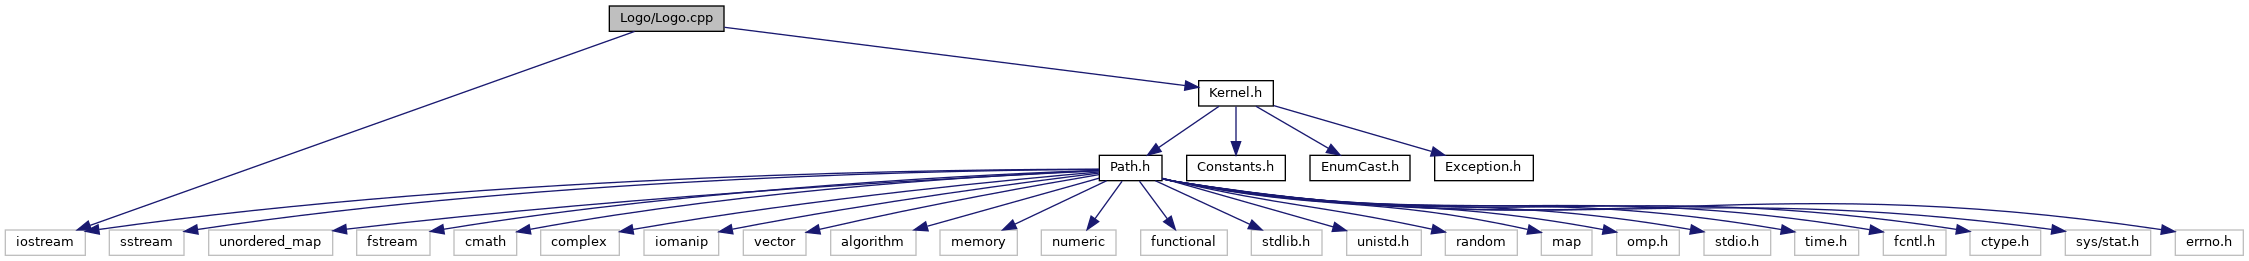 Logo/Logo.cpp
Kernel.h
Path.h
Constants.h
EnumCast.h
Exception.h
iostream
sstream
unordered_map
fstream
cmath
complex
iomanip
vector
algorithm
memory
numeric
functional
stdlib.h
unistd.h
random
map
omp.h
stdio.h
time.h
fcntl.h
ctype.h
sys/stat.h
errno.h